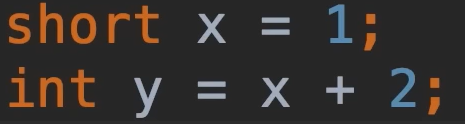 short x = 1;
int y = x + 2;